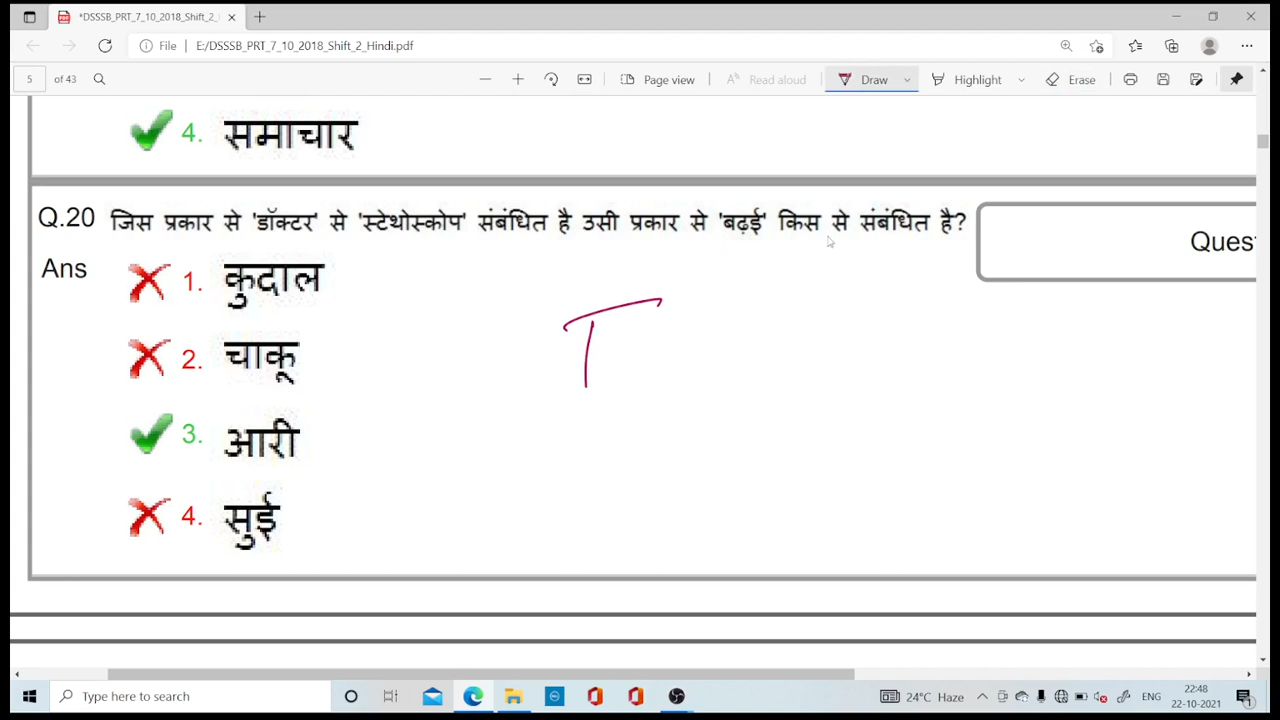 *DSSSB_PRT_7_10_2018_Shift_2_
File E:/DSSSB_PRT_7_10_2018_Shift_2_Hindi.pdf
5 of 43 Page view Read aloud Draw Highlight Erase
4. समाचार
Q.20 जिस प्रकार से 'डॉक्टर' से 'स्टेथोस्कोप' संबंधित है उसी प्रकार से 'बढ़ई' किस से संबंधित है?
Ques
Ans 1. कुदाल
2. चाकू
3. आरी
4. सुई
T
Type here to search 24°C Haze ENG 22:48
22-10-2021